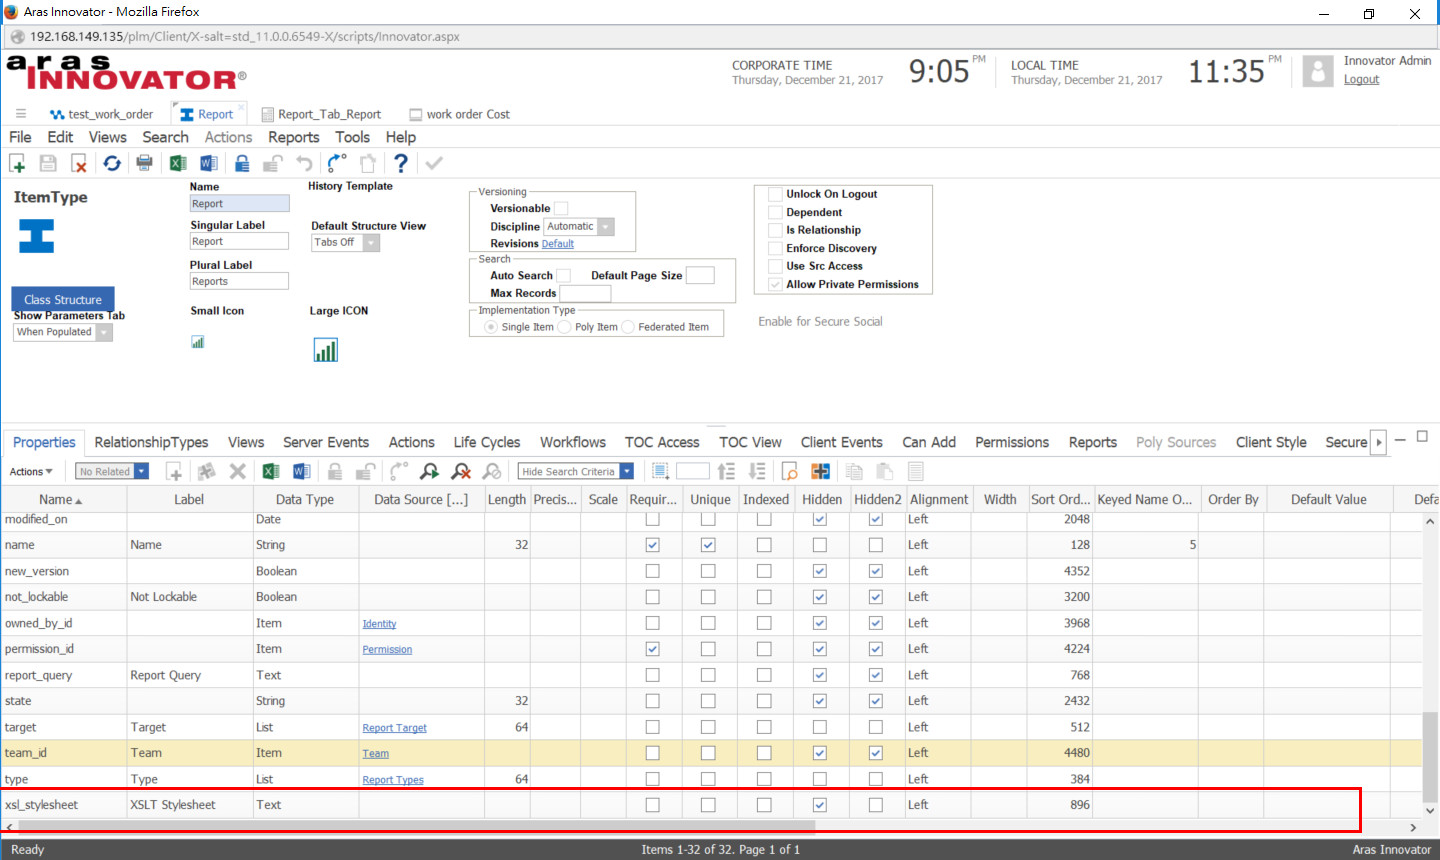 Aras Innovator - Mozilla Firefox
192.168.149.135/plm/Client/X-salt=std_11.0.0.6549-X/scripts/Innovator.aspx
aras
INNOVATOR®
CORPORATE TIME
Thursday, December 21, 2017
9:05 PM
LOCAL TIME
Thursday, December 21, 2017
11:35 PM
Innovator Admin
Logout
test_work_order Report Report_Tab_Report work order Cost
File Edit Views Search Actions Reports Tools Help
ItemType
Class Structure
Show Parameters Tab
When Populated
Name
Report
Singular Label
Report
Plural Label
Reports
Small Icon
History Template
Default Structure View
Tabs Off
Large ICON
Versioning
Versionable
Discipline Automatic
Revisions Default
Search
Auto Search Default Page Size
Max Records
Implementation Type
Single Item Poly Item Federated Item
Unlock On Logout
Dependent
Is Relationship
Enforce Discovery
Use Src Access
Allow Private Permissions
Enable for Secure Social
Properties RelationshipTypes Views Server Events Actions Life Cycles Workflows TOC Access TOC View Client Events Can Add Permissions Reports Poly Sources Client Style Secure
Actions No Related Hide Search Criteria
Name Label Data Type Data Source [...] Length Precis... Scale Requir... Unique Indexed Hidden Hidden2 Alignment Width Sort Ord... Keyed Name O... Order By Default Value Defa
modified_on Date Left 2048
name Name String 32 Left 128 5
new_version Boolean Left 4352
not_lockable Not Lockable Boolean Left 3200
owned_by_id Item Identity Left 3968
permission_id Item Permission Left 4224
report_query Report Query Text Left 768
state String 32 Left 2432
target Target List Report Target 64 Left 512
team_id Team Item Team Left 4480
type Type List Report Types 64 Left 384
xsl_stylesheet XSLT Stylesheet Text Left 896
Ready Items 1-32 of 32. Page 1 of 1 Aras Innovator